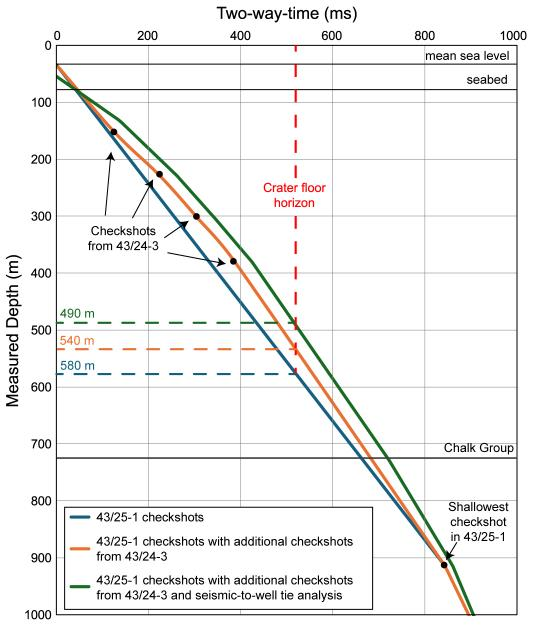 Two-way-time (ms)
0 200 400 600 800 1000
0
mean sea level
seabed
100
200
Crater floor
horizon
300
Checkshots
from 43/24-3
400
490 m
500
540 m
580 m
600
700
Chalk Group
800
Shallowest
checkshot
in 43/25-1
900
1000
Measured Depth (m)
43/25-1 checkshots
43/25-1 checkshots with additional checkshots
from 43/24-3
43/25-1 checkshots with additional checkshots
from 43/24-3 and seismic-to-well tie analysis